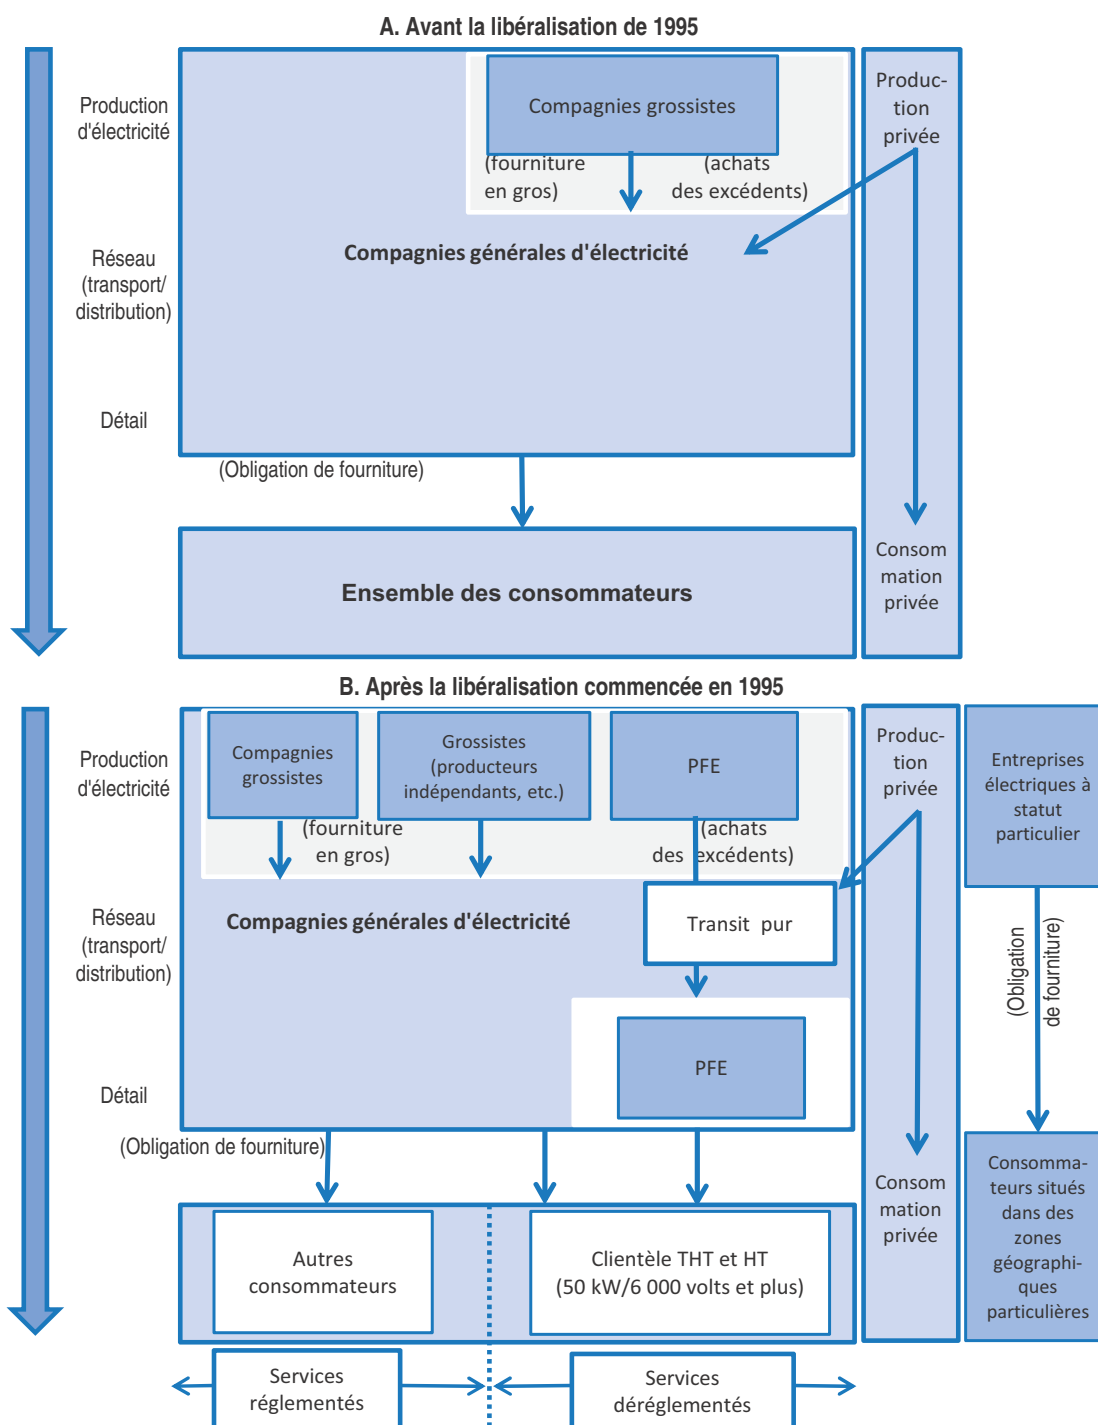 A. Avant la libéralisation de 1995
Production
d'électricité
Compagnies grossistes
Produc-
tion
privée
(fourniture
en gros)
(achats
des excédents)
Compagnies générales d'électricité
Réseau
(transport/
distribution)
Détail
(Obligation de fourniture)
Ensemble des consommateurs
Consom
mation
privée
B. Après la libéralisation commencée en 1995
Production
d'électricité
Compagnies
grossistes
Grossistes
(producteurs
indépendants, etc.)
PFE
Produc-
tion
privée
Entreprises
électriques à
statut
particulier
(fourniture
en gros)
(achats
des excédents)
Réseau
(transport/
distribution)
Compagnies générales d'électricité
Transit pur
(Obligation
de fourniture)
PFE
Détail
(Obligation de fourniture)
Autres
consommateurs
Clientèle THT et HT
(50 kW/6 000 volts et plus)
Consom
mation
privée
Consomma-
teurs situés
dans des
zones
géographi-
ques
particulières
Services
réglementés
Services
déréglementés